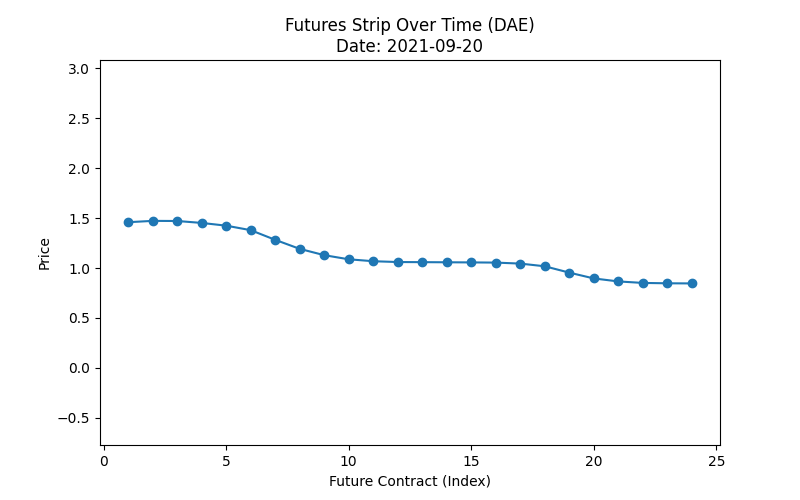 Futures Strip Over Time (DAE)
Date: 2021-09-20
3.0
2.5
2.0
1.5
1.0
0.5
0.0
−0.5
Price
0 5 10 15 20 25
Future Contract (Index)